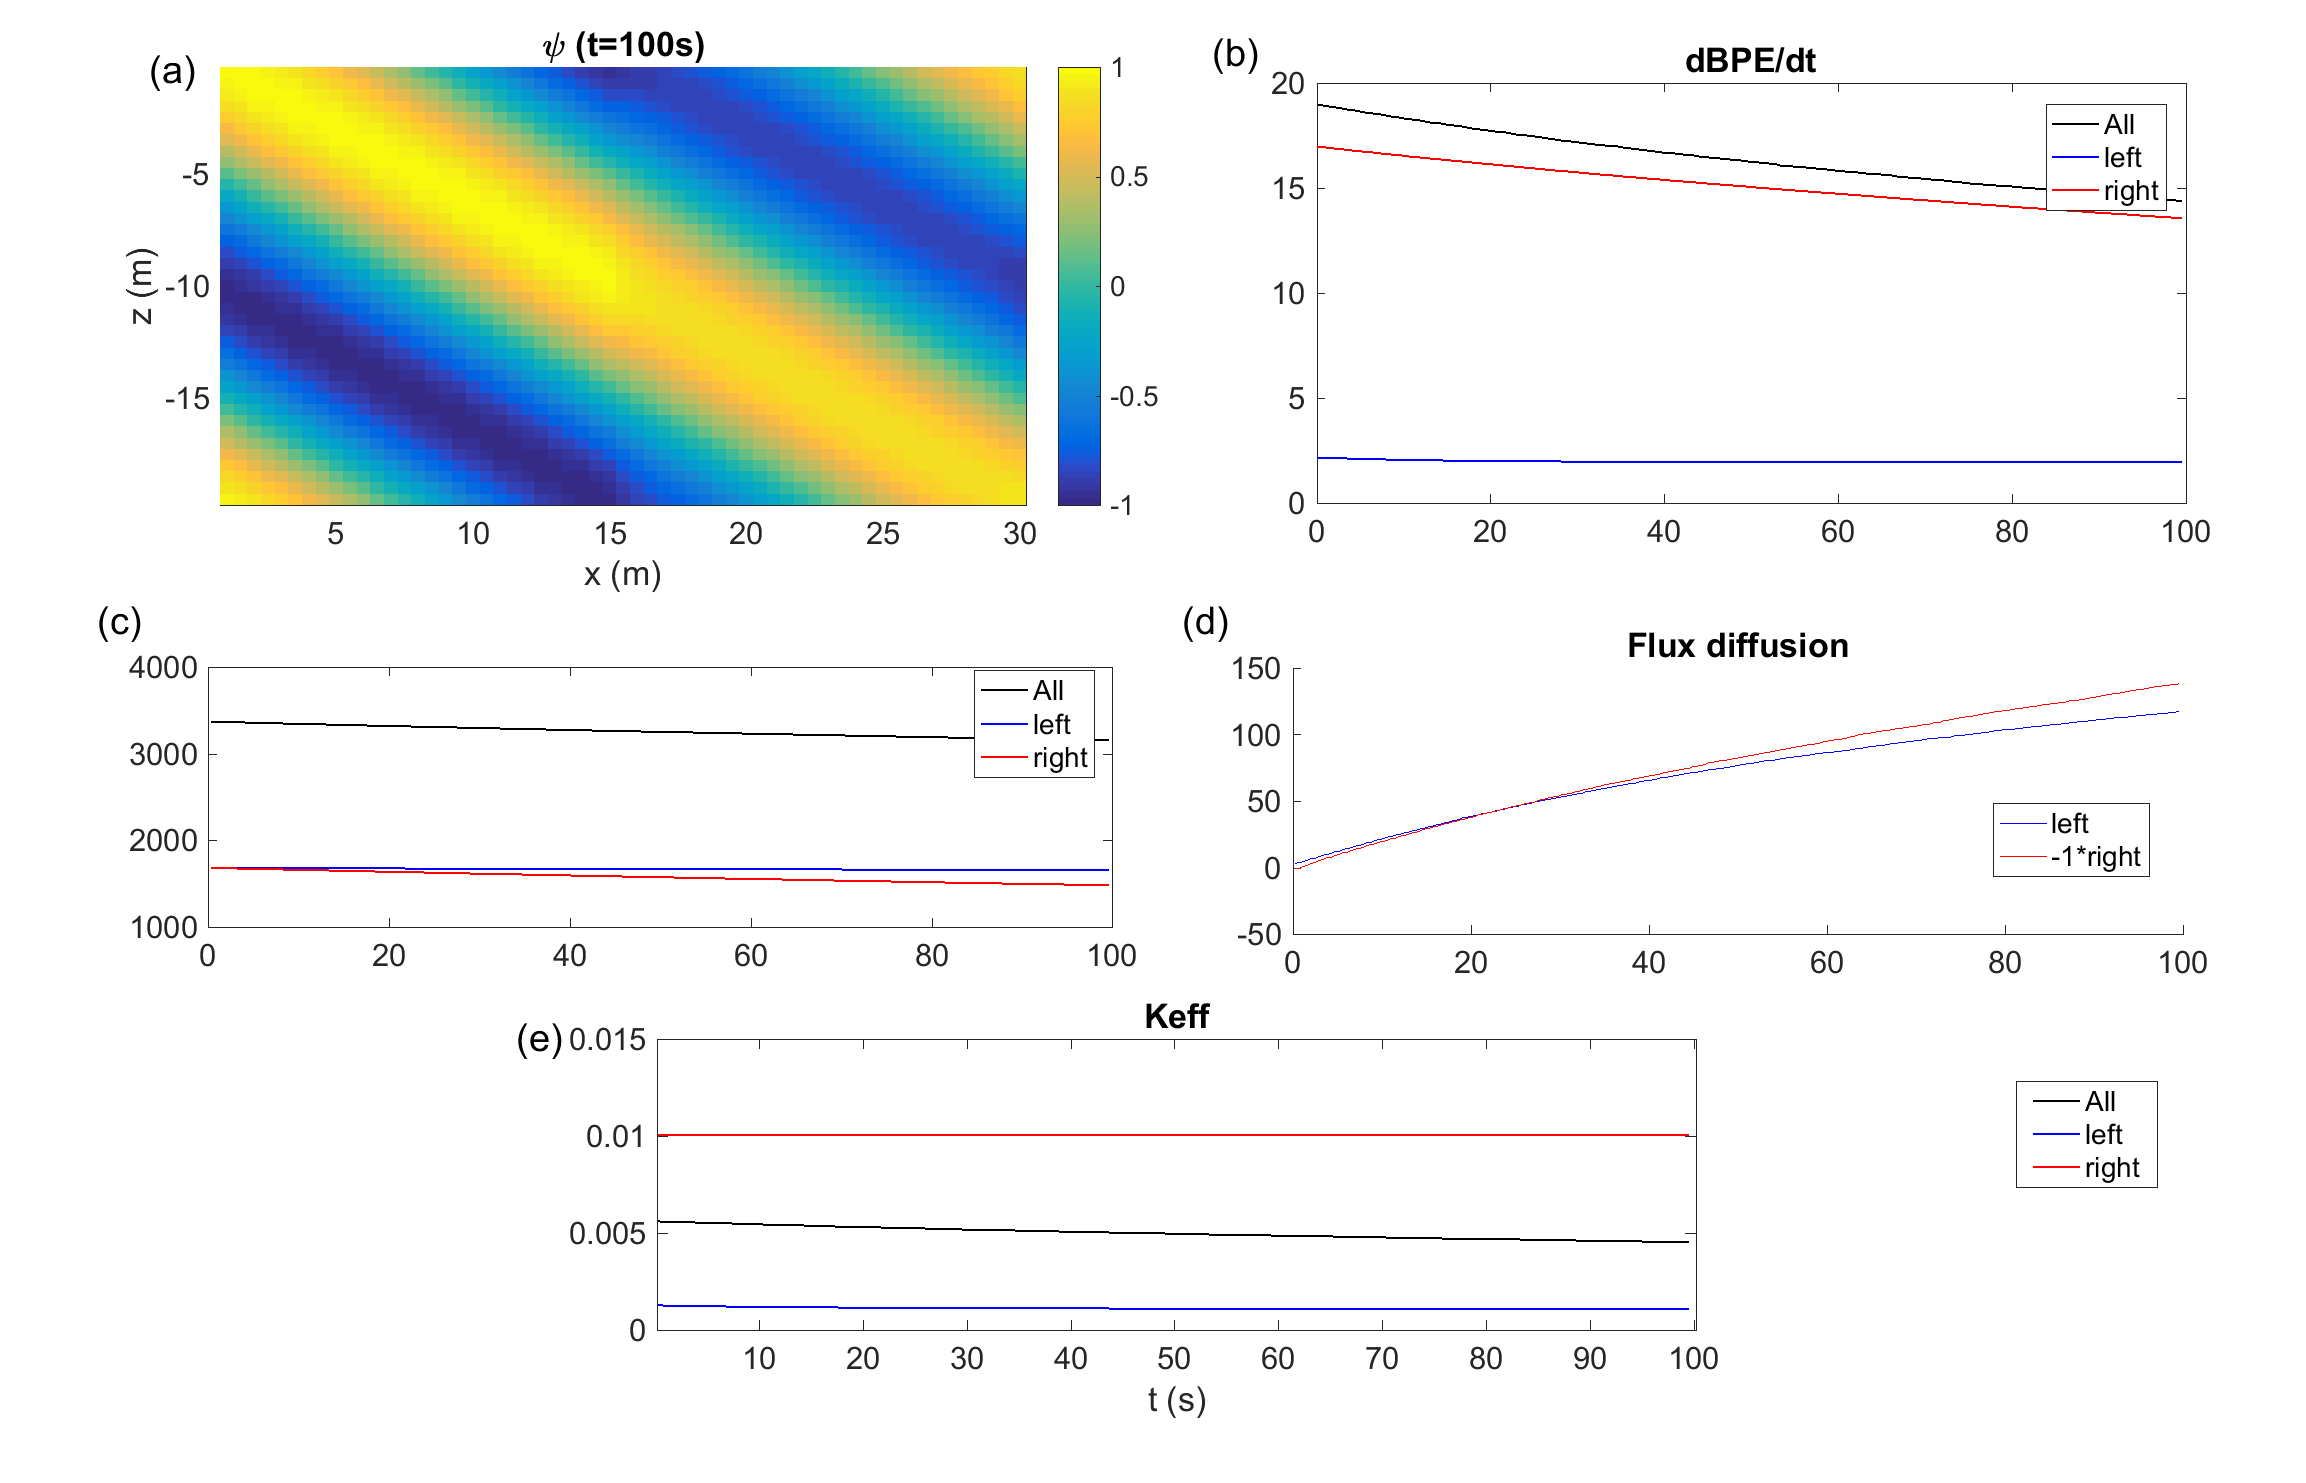 (a)
ψ (t=100s)
-5
-10
-15
z (m)
5 10 15 20 25 30
x (m)
1
0.5
0
-0.5
-1
(b)
dBPE/dt
20
15
10
5
0
0 20 40 60 80 100
All
left
right
(c)
4000
3000
2000
1000
0 20 40 60 80 100
All
left
right
(d)
Flux diffusion
150
100
50
0
-50
0 20 40 60 80 100
left
-1*right
(e)
Keff
0.015
0.01
0.005
0
10 20 30 40 50 60 70 80 90 100
t (s)
All
left
right